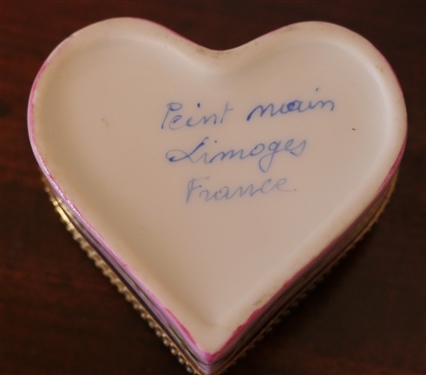 Peint main
Limoges
France.